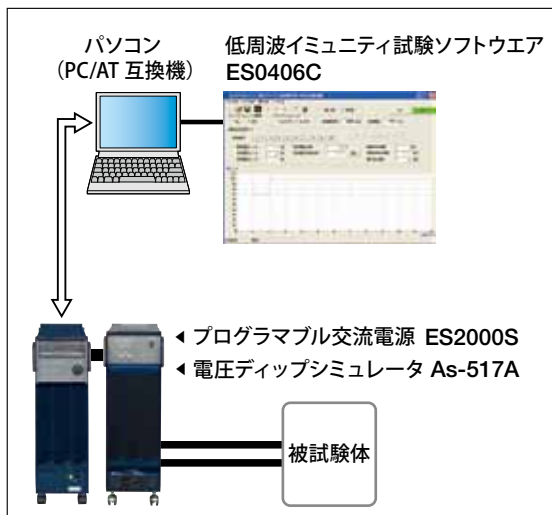 パソコン
（PC/AT 互換機）
低周波イミュニティ試験ソフトウエア
ES0406C
◀ プログラマブル交流電源 ES2000S
◀ 電圧ディップシミュレータ As-517A
被試験体